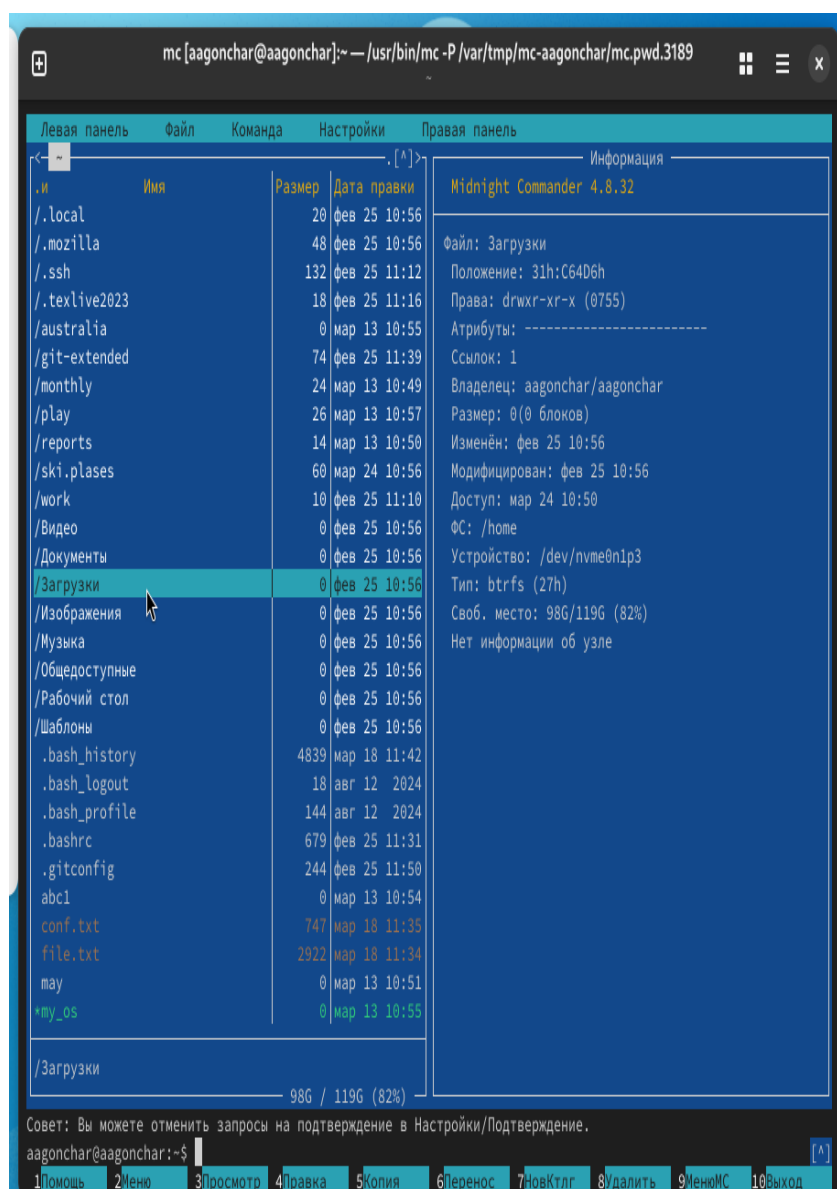 mc [aagonchar@aagonchar]:~ — /usr/bin/mc -P /var/tmp/mc-aagonchar/mc.pwd.3189
~
Левая панель Файл Команда Настройки Правая панель
<─ ~ ─.[^]>
.и Имя Размер Дата правки
/.local 20 фев 25 10:56
/.mozilla 48 фев 25 10:56
/.ssh 132 фев 25 11:12
/.texlive2023 18 фев 25 11:16
/australia 0 мар 13 10:55
/git-extended 74 фев 25 11:39
/monthly 24 мар 13 10:49
/play 26 мар 13 10:57
/reports 14 мар 13 10:50
/ski.plases 60 мар 24 10:56
/work 10 фев 25 11:10
/Видео 0 фев 25 10:56
/Документы 0 фев 25 10:56
/Загрузки 0 фев 25 10:56
/Изображения 0 фев 25 10:56
/Музыка 0 фев 25 10:56
/Общедоступные 0 фев 25 10:56
/Рабочий стол 0 фев 25 10:56
/Шаблоны 0 фев 25 10:56
.bash_history 4839 мар 18 11:42
.bash_logout 18 авг 12 2024
.bash_profile 144 авг 12 2024
.bashrc 679 фев 25 11:31
.gitconfig 244 фев 25 11:50
abc1 0 мар 13 10:54
conf.txt 747 мар 18 11:35
file.txt 2922 мар 18 11:34
may 0 мар 13 10:51
*my_os 0 мар 13 10:55
/Загрузки
98G / 119G (82%)
Информация
Midnight Commander 4.8.32
Файл: Загрузки
Положение: 31h:C64D6h
Права: drwxr-xr-x (0755)
Атрибуты: ------------------------
Ссылок: 1
Владелец: aagonchar/aagonchar
Размер: 0(0 блоков)
Изменён: фев 25 10:56
Модифицирован: фев 25 10:56
Доступ: мар 24 10:50
ФС: /home
Устройство: /dev/nvme0n1p3
Тип: btrfs (27h)
Своб. место: 98G/119G (82%)
Нет информации об узле
Совет: Вы можете отменить запросы на подтверждение в Настройки/Подтверждение.
aagonchar@aagonchar:~$ [^]
1Помощь 2Меню 3Просмотр 4Правка 5Копия 6Перенос 7НовКтлг 8Удалить 9МенюMC 10Выход